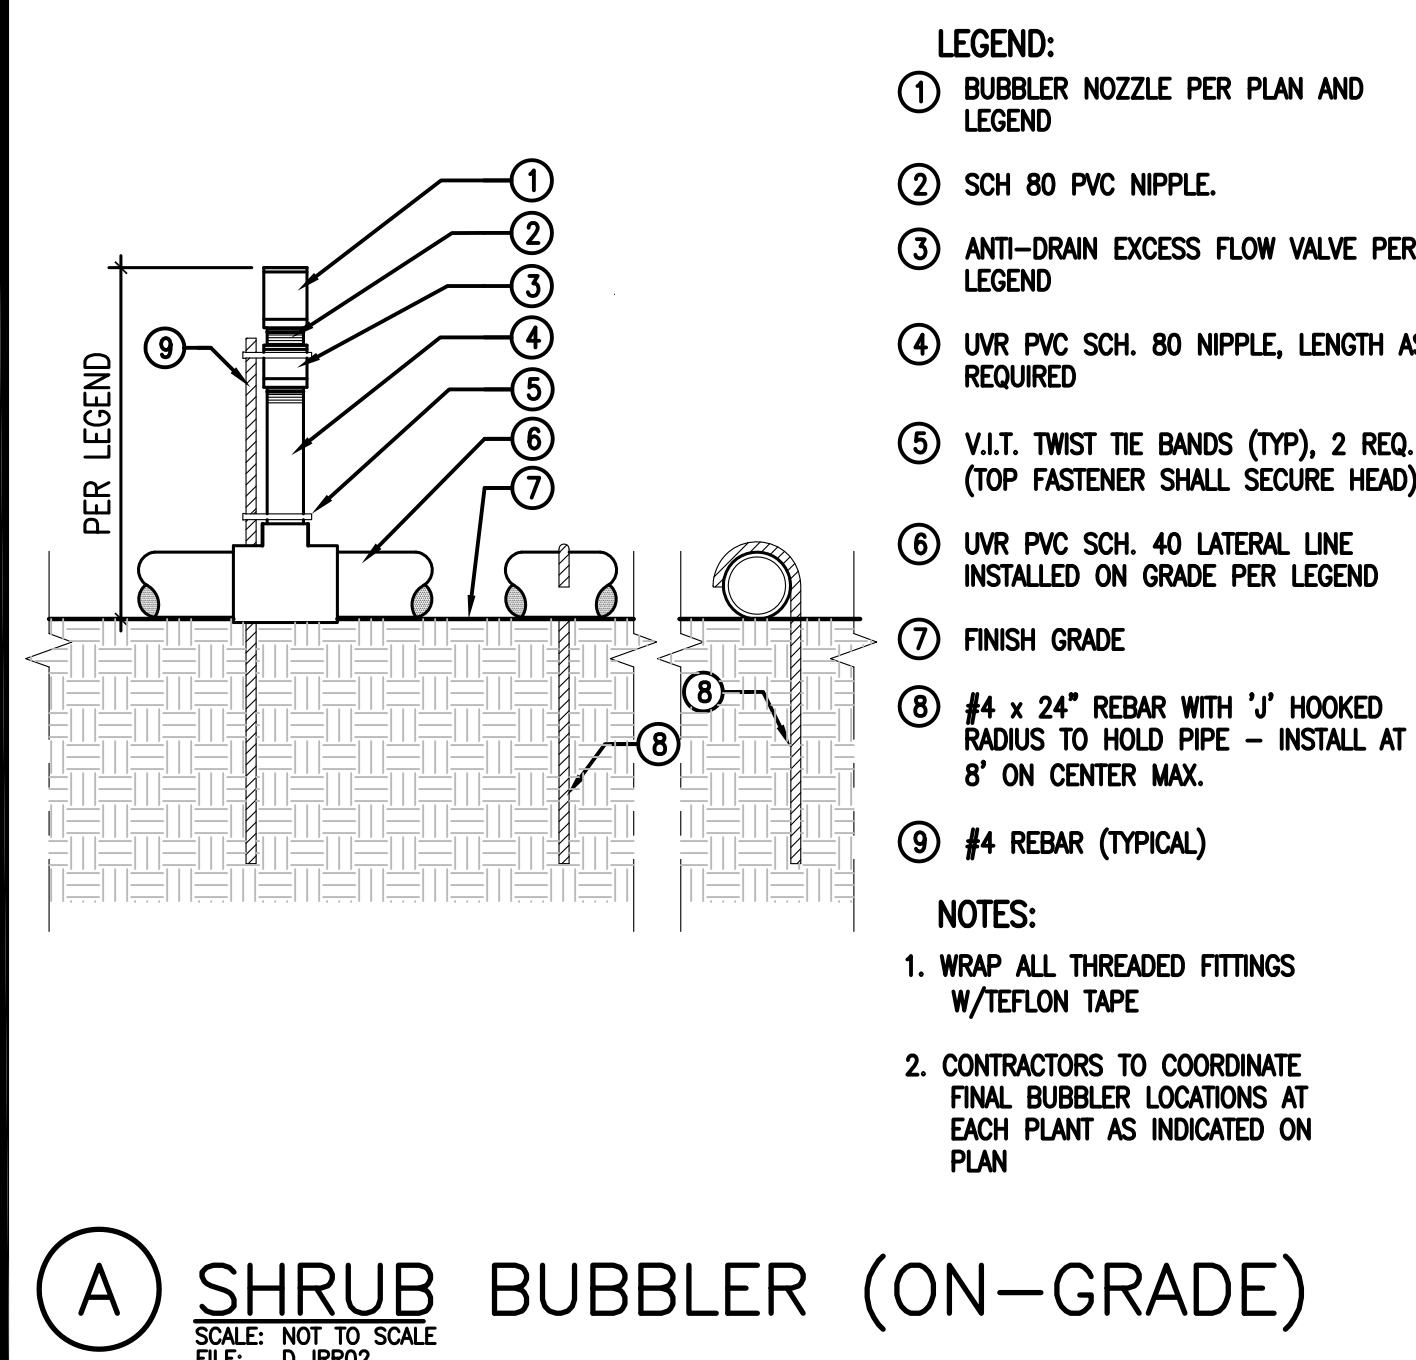 LEGEND:
1 BUBBLER NOZZLE PER PLAN AND
LEGEND
2 SCH 80 PVC NIPPLE.
3 ANTI-DRAIN EXCESS FLOW VALVE PER
LEGEND
4 UVR PVC SCH. 80 NIPPLE, LENGTH AS
REQUIRED
5 V.I.T. TWIST TIE BANDS (TYP), 2 REQ.
(TOP FASTENER SHALL SECURE HEAD)
6 UVR PVC SCH. 40 LATERAL LINE
INSTALLED ON GRADE PER LEGEND
7 FINISH GRADE
8 #4 x 24" REBAR WITH 'J' HOOKED
RADIUS TO HOLD PIPE - INSTALL AT
8' ON CENTER MAX.
9 #4 REBAR (TYPICAL)
NOTES:
1. WRAP ALL THREADED FITTINGS
W/TEFLON TAPE
2. CONTRACTORS TO COORDINATE
FINAL BUBBLER LOCATIONS AT
EACH PLANT AS INDICATED ON
PLAN
1
2
3
4
5
6
7
9
PER LEGEND
8
8
A SHRUB BUBBLER (ON-GRADE)
SCALE: NOT TO SCALE
FILE: